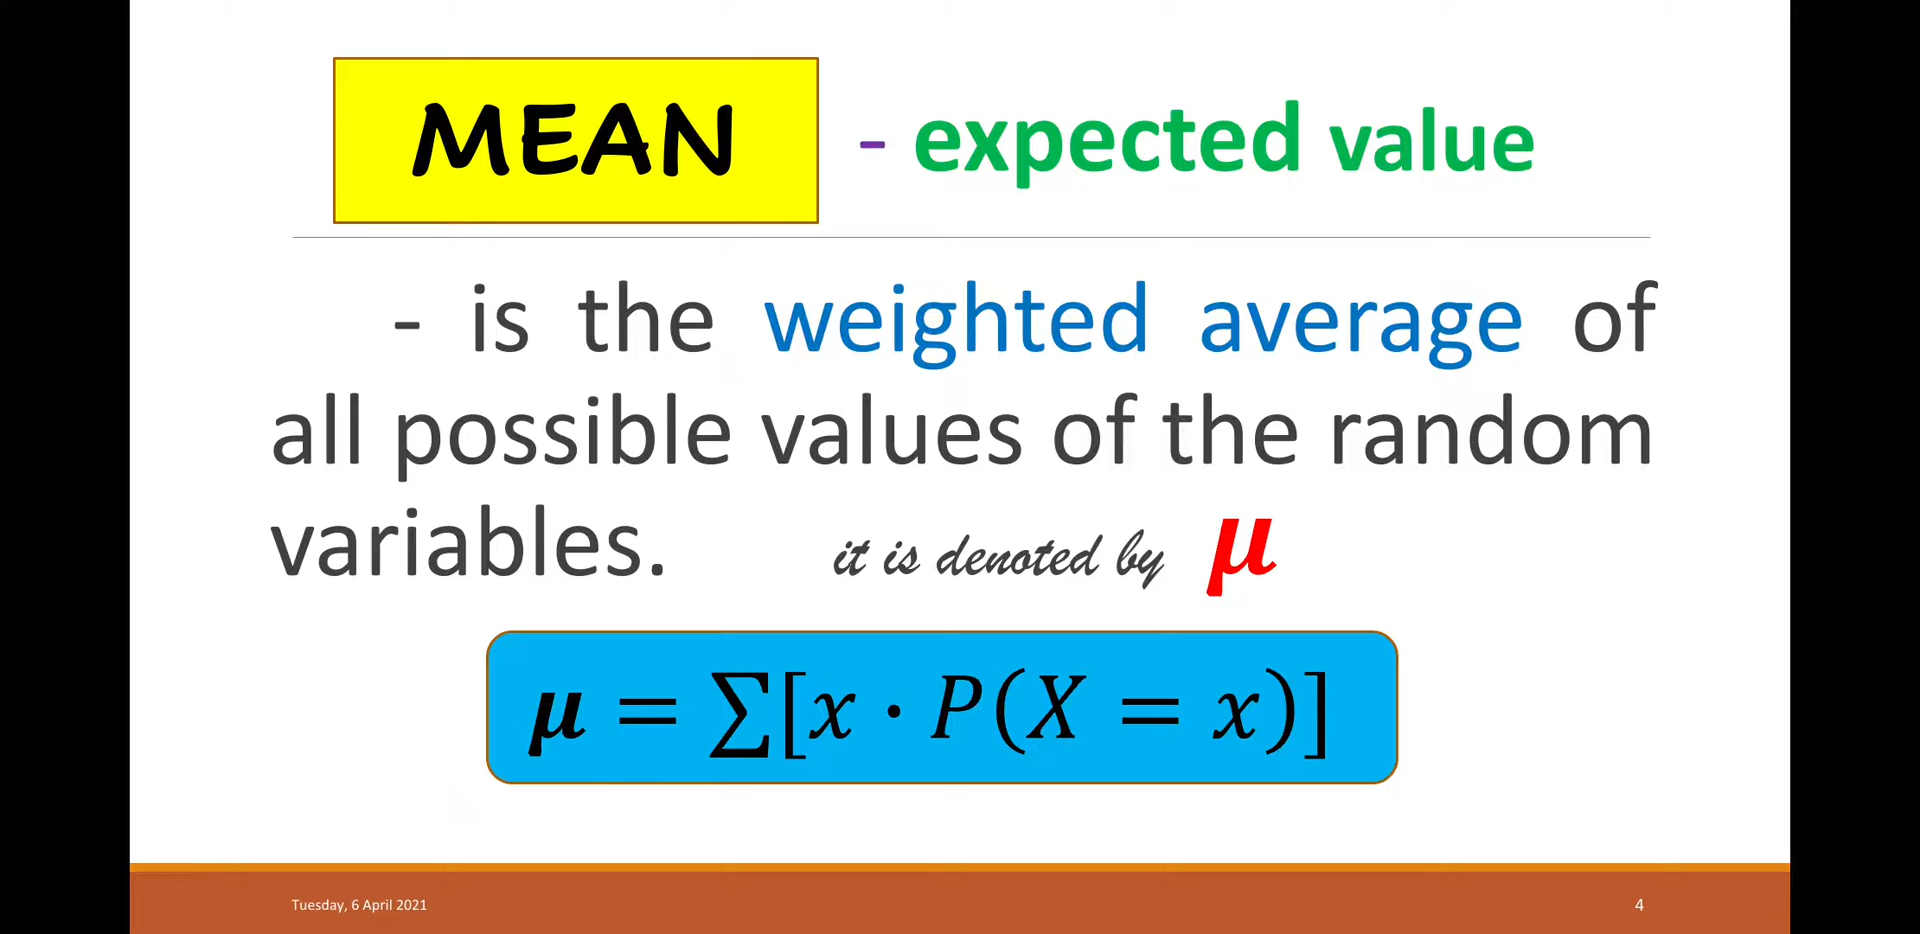 MEAN - expected value
- is the weighted average of
all possible values of the random
variables. it is denoted by μ
μ = ∑[x · P(X = x)]
Tuesday, 6 April 2021 4